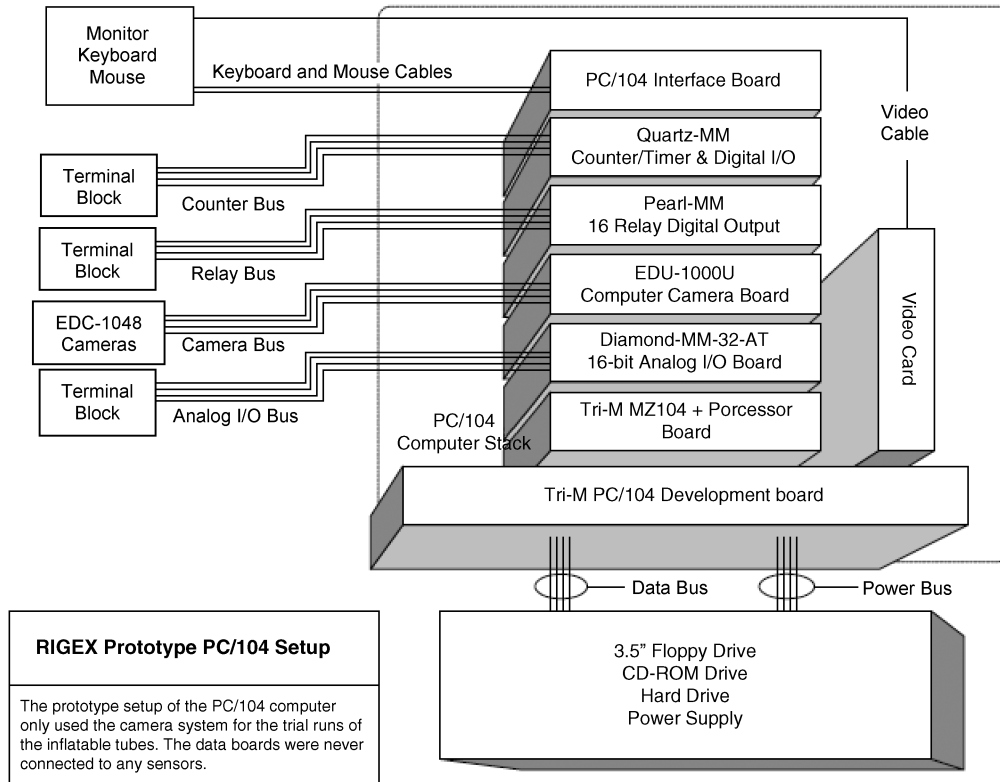 Monitor
Keyboard
Mouse
Keyboard and Mouse Cables
PC/104 Interface Board
Video
Cable
Quartz-MM
Counter/Timer & Digital I/O
Terminal
Block
Counter Bus
Pearl-MM
16 Relay Digital Output
Terminal
Block
Relay Bus
EDU-1000U
Computer Camera Board
EDC-1048
Cameras
Camera Bus
Video Card
Diamond-MM-32-AT
16-bit Analog I/O Board
Terminal
Block
Analog I/O Bus
Tri-M MZ104 + Porcessor
Board
PC/104
Computer Stack
Tri-M PC/104 Development board
Data Bus
Power Bus
3.5” Floppy Drive
CD-ROM Drive
Hard Drive
Power Supply
RIGEX Prototype PC/104 Setup
The prototype setup of the PC/104 computer
only used the camera system for the trial runs of
the inflatable tubes. The data boards were never
connected to any sensors.